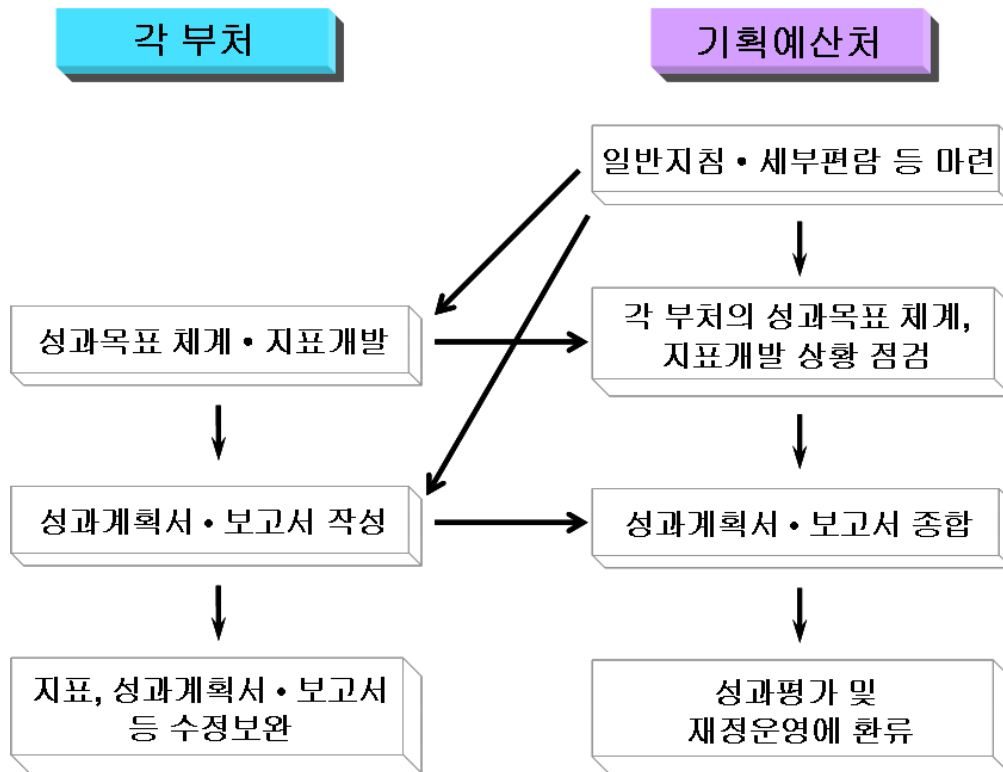 각 부처
기획예산처
일반지침 • 세부편람 등 마련
성과목표 체계 • 지표개발
각 부처의 성과목표 체계,
지표개발 상황 점검
성과계획서 • 보고서 작성
성과계획서 • 보고서 종합
지표, 성과계획서 • 보고서
등 수정보완
성과평가 및
재정운영에 환류